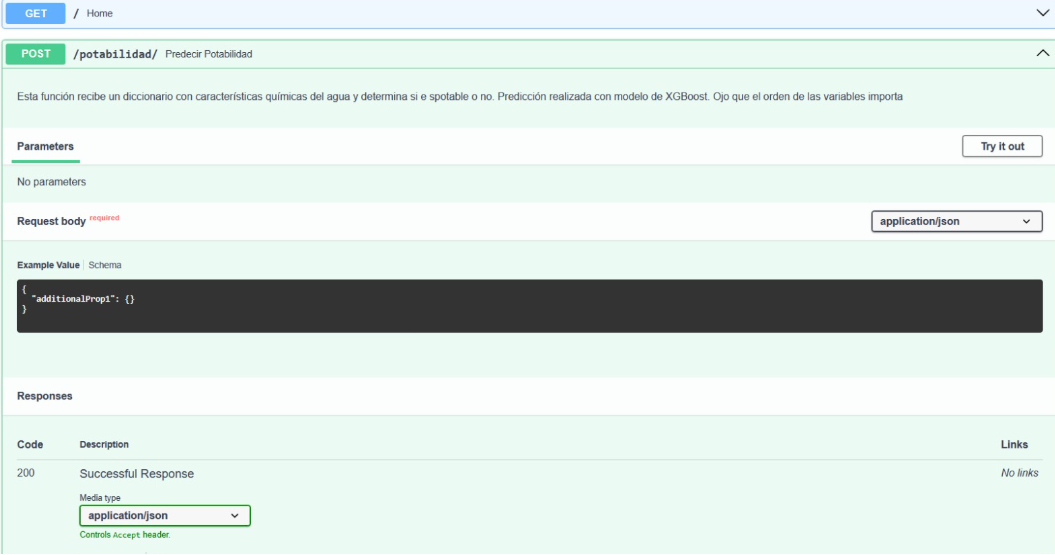 GET / Home
POST /potabilidad/ Predecir Potabilidad
Esta función recibe un diccionario con características químicas del agua y determina si e spotable o no. Predicción realizada con modelo de XGBoost. Ojo que el orden de las variables importa
Parameters
Try it out
No parameters
Request body required
application/json
Example Value | Schema
{
"additionalProp1": {}
}
Responses
Code Description Links
200 Successful Response No links
Media type
application/json
Controls Accept header.